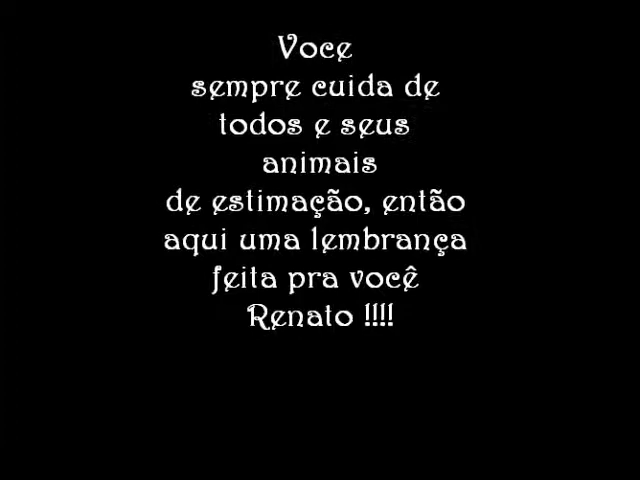 Voce
sempre cuida de
todos e seus
animais
de estimação, então
aqui uma lembrança
feita pra você
Renato !!!!